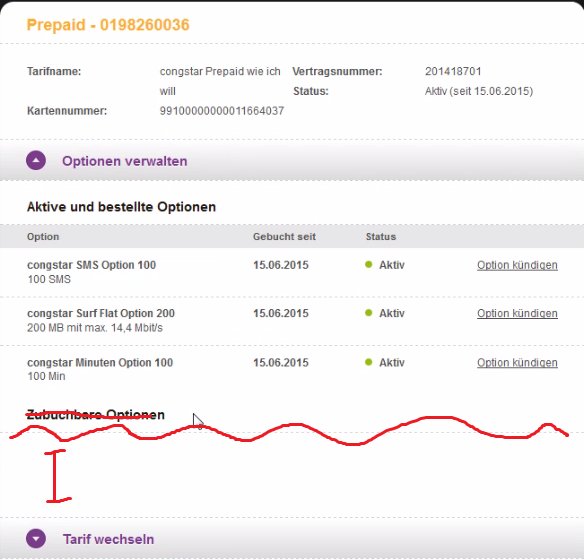 Prepaid - 0198260036
Tarifname: congstar Prepaid wie ich will Vertragsnummer: 201418701
Status: Aktiv (seit 15.06.2015)
Kartennummer: 99100000000011664037
Optionen verwalten
Aktive und bestellte Optionen
Option Gebucht seit Status
congstar SMS Option 100 15.06.2015 Aktiv Option kündigen
100 SMS
congstar Surf Flat Option 200 15.06.2015 Aktiv Option kündigen
200 MB mit max. 14,4 Mbit/s
congstar Minuten Option 100 15.06.2015 Aktiv Option kündigen
100 Min
Zubuchbare Optionen
Tarif wechseln